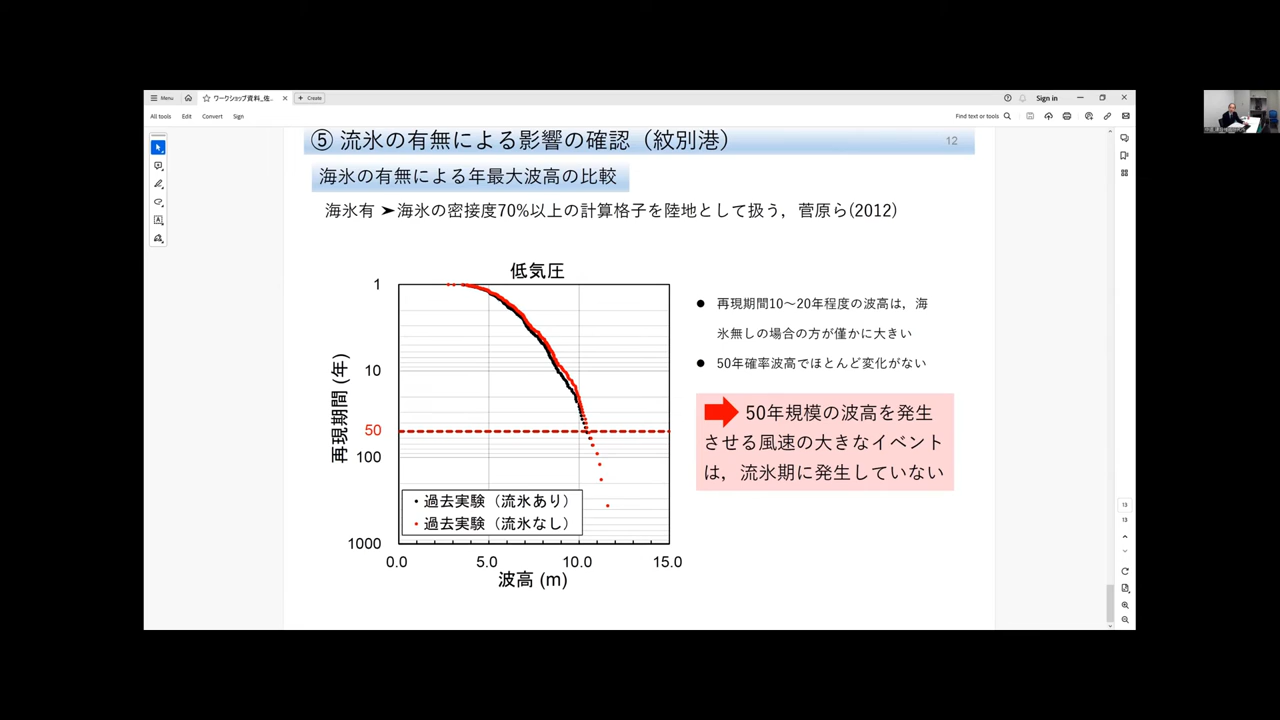 Menu
ワークショップ資料_佐...
Create
Sign in
All tools
Edit
Convert
Sign
Find text or tools
⑤ 流氷の有無による影響の確認（紋別港）
12
海氷の有無による年最大波高の比較
海氷有 ➤海氷の密接度70%以上の計算格子を陸地として扱う，菅原ら(2012)
低気圧
1
10
50
100
1000
再現期間 (年)
過去実験（流氷あり）
過去実験（流氷なし）
0.0
5.0
10.0
15.0
波高 (m)
● 再現期間10～20年程度の波高は，海
氷無しの場合の方が僅かに大きい
● 50年確率波高でほとんど変化がない
50年規模の波高を発生
させる風速の大きなイベント
は，流氷期に発生していない
13
13